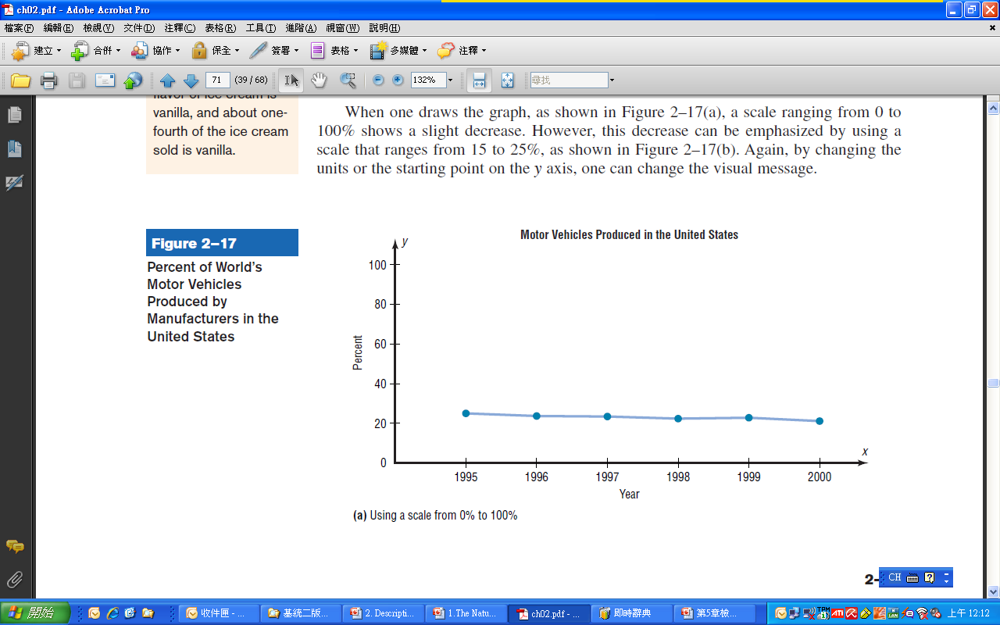 ch02.pdf - Adobe Acrobat Pro
檔案(F) 編輯(E) 檢視(V) 文件(D) 注釋(C) 表格(R) 工具(T) 進階(A) 視窗(W) 說明(H)
建立 合併 協作 保全 簽署 表格 多媒體 注釋
71 (39 / 68) 132% 尋找
flavor of ice cream is
vanilla, and about one-
fourth of the ice cream
sold is vanilla.
When one draws the graph, as shown in Figure 2–17(a), a scale ranging from 0 to
100% shows a slight decrease. However, this decrease can be emphasized by using a
scale that ranges from 15 to 25%, as shown in Figure 2–17(b). Again, by changing the
units or the starting point on the y axis, one can change the visual message.
Figure 2–17
Percent of World's
Motor Vehicles
Produced by
Manufacturers in the
United States
Motor Vehicles Produced in the United States
y
100
80
60
40
20
0
Percent
x
1995 1996 1997 1998 1999 2000
Year
(a) Using a scale from 0% to 100%
2-
CH
開始 收件匣 - ... 基統二版... 2. Descripti... 1.The Natu... ch02.pdf - ... 即時辭典 第5章檢... 上午 12:12